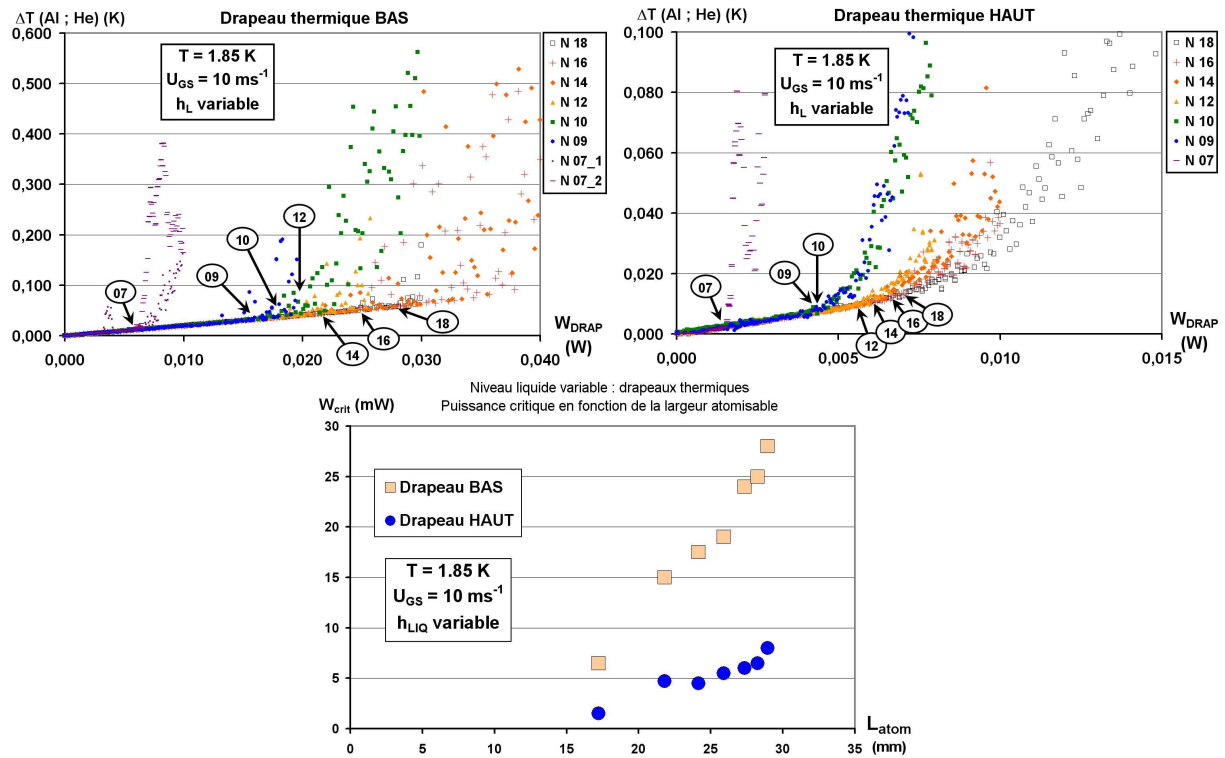 ΔT (Al ; He) (K)
Drapeau thermique BAS
0,600
0,500
0,400
0,300
0,200
0,100
0,000
T = 1.85 K
U_GS = 10 ms⁻¹
h_L variable
07
09
10
12
14
16
18
W_DRAP
(W)
0,000
0,010
0,020
0,030
0,040
N 18
N 16
N 14
N 12
N 10
N 09
N 07_1
N 07_2
ΔT (Al ; He) (K)
Drapeau thermique HAUT
0,100
0,080
0,060
0,040
0,020
0,000
T = 1.85 K
U_GS = 10 ms⁻¹
h_L variable
07
09
10
12
14
16
18
W_DRAP
(W)
0,000
0,005
0,010
0,015
N 18
N 16
N 14
N 12
N 10
N 09
N 07
Niveau liquide variable : drapeaux thermiques
Puissance critique en fonction de la largeur atomisable
W_crit (mW)
30
25
20
15
10
5
0
Drapeau BAS
Drapeau HAUT
T = 1.85 K
U_GS = 10 ms⁻¹
h_LIQ variable
0
5
10
15
20
25
30
35
L_atom
(mm)